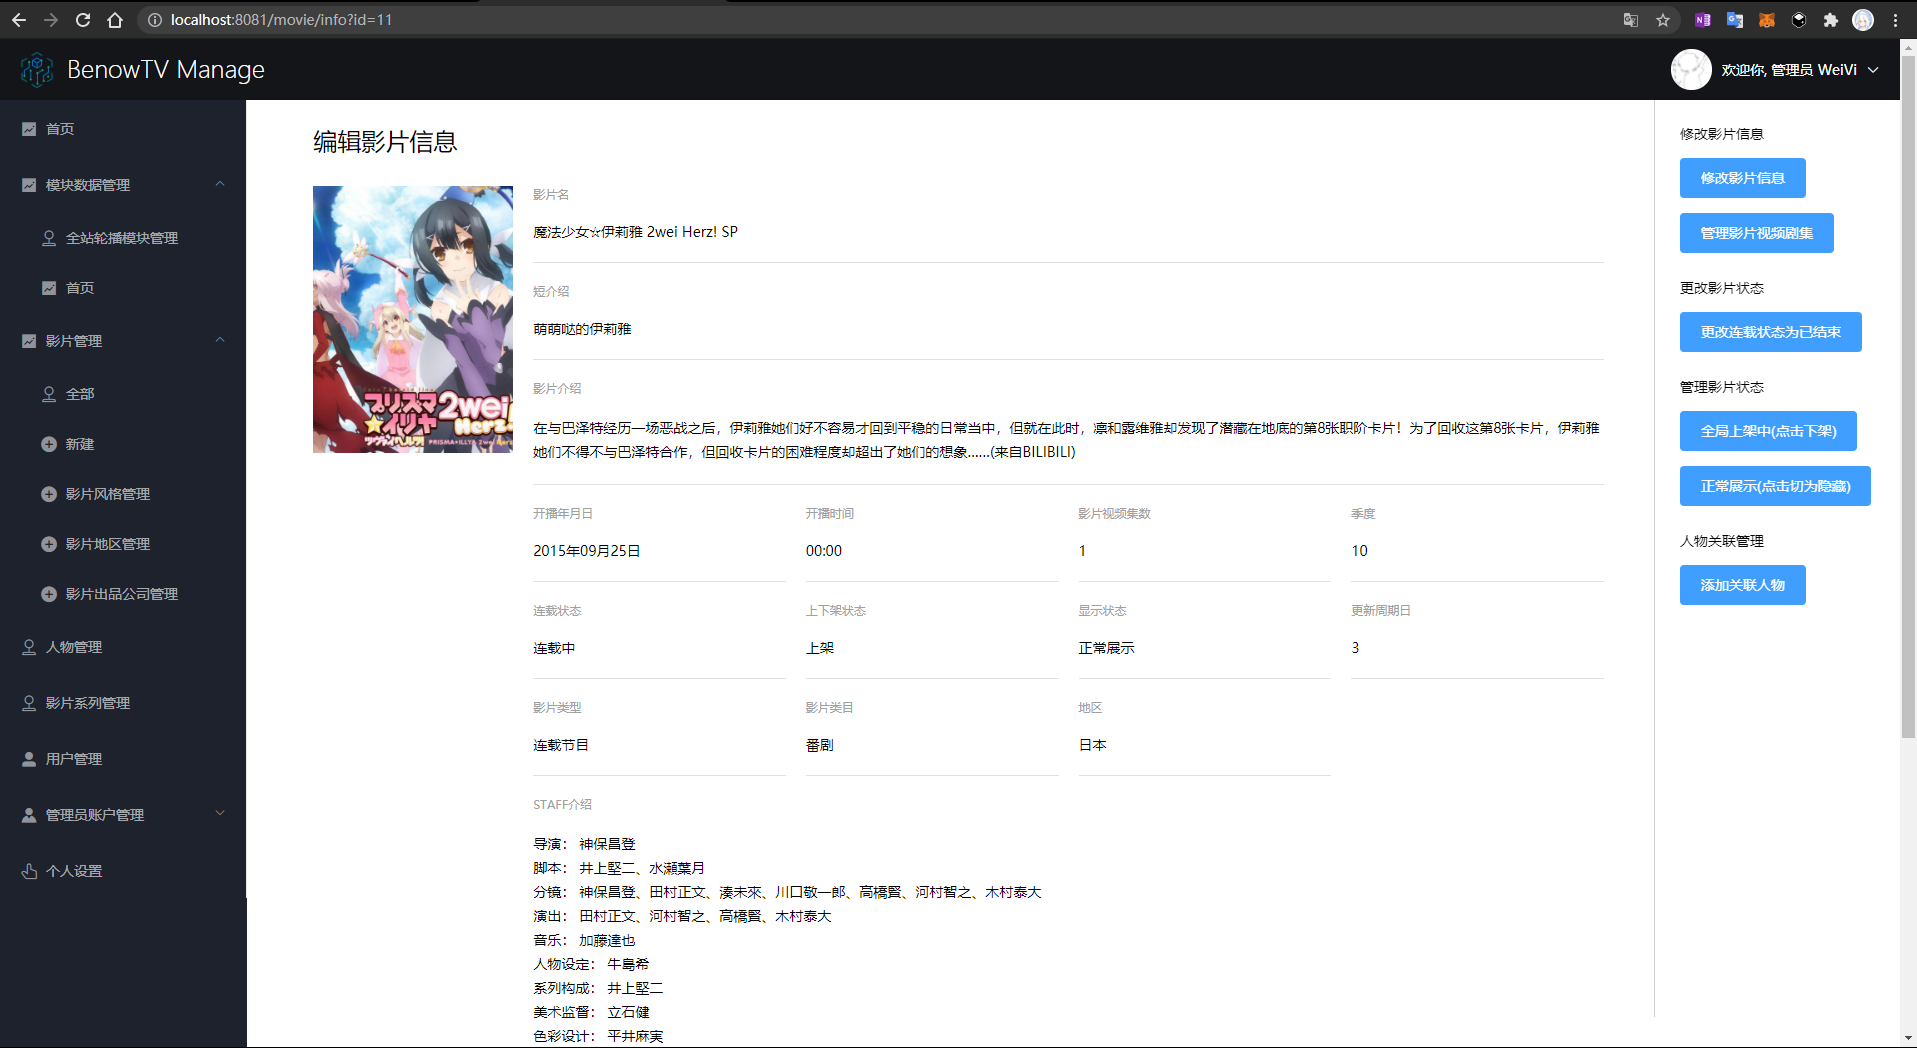 localhost:8081/movie/info?id=11
BenowTV Manage
欢迎你, 管理员 WeiVi
首页
模块数据管理
全站轮播模块管理
首页
影片管理
全部
新建
影片风格管理
影片地区管理
影片出品公司管理
人物管理
影片系列管理
用户管理
管理员账户管理
个人设置
编辑影片信息
プリズマ
☆イリヤ
2wei
Herz!
ツヴァイ ヘルツ!
PRISMA☆ILLYA 2wei Herz!
影片名
魔法少女☆伊莉雅 2wei Herz! SP
短介绍
萌萌哒的伊莉雅
影片介绍
在与巴泽特经历一场恶战之后，伊莉雅她们好不容易才回到平稳的日常当中，但就在此时，凛和露维雅却发现了潜藏在地底的第8张职阶卡片！为了回收这第8张卡片，伊莉雅
她们不得不与巴泽特合作，但回收卡片的困难程度却超出了她们的想象……(来自BILIBILI)
开播年月日 开播时间 影片视频集数 季度
2015年09月25日 00:00 1 10
连载状态 上下架状态 显示状态 更新周期日
连载中 上架 正常展示 3
影片类型 影片类目 地区
连载节目 番剧 日本
STAFF介绍
导演： 神保昌登
脚本： 井上堅二、水瀬葉月
分镜： 神保昌登、田村正文、湊未來、川口敬一郎、高橋賢、河村智之、木村泰大
演出： 田村正文、河村智之、高橋賢、木村泰大
音乐： 加藤達也
人物设定： 牛島希
系列构成： 井上堅二
美术监督： 立石健
色彩设计： 平井麻実
修改影片信息
修改影片信息
管理影片视频剧集
更改影片状态
更改连载状态为已结束
管理影片状态
全局上架中(点击下架)
正常展示(点击切为隐藏)
人物关联管理
添加关联人物